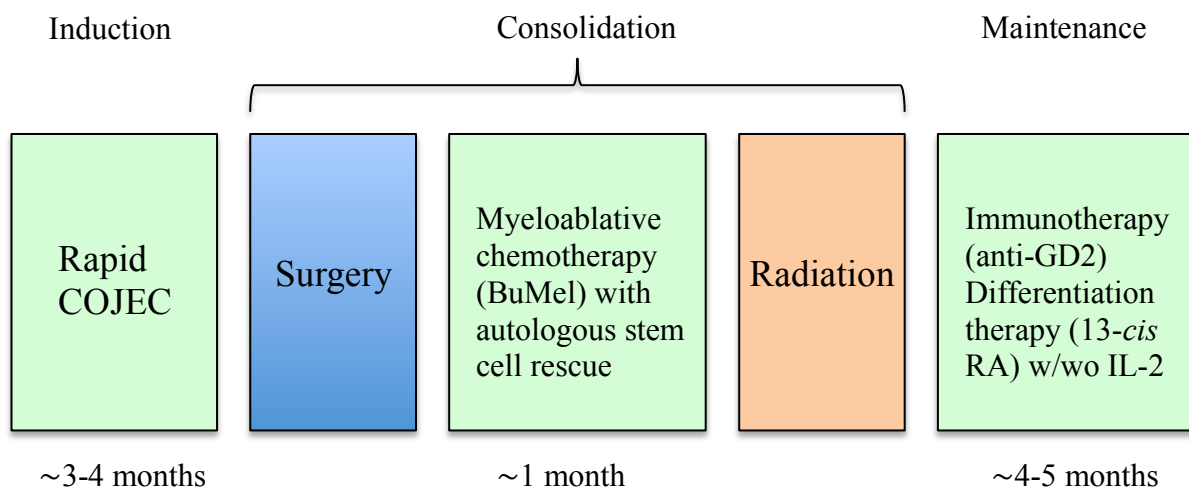 Induction
Consolidation
Maintenance
Rapid
COJEC
Surgery
Myeloablative
chemotherapy
(BuMel) with
autologous stem
cell rescue
Radiation
Immunotherapy
(anti-GD2)
Differentiation
therapy (13-cis
RA) w/wo IL-2
~3-4 months
~1 month
~4-5 months